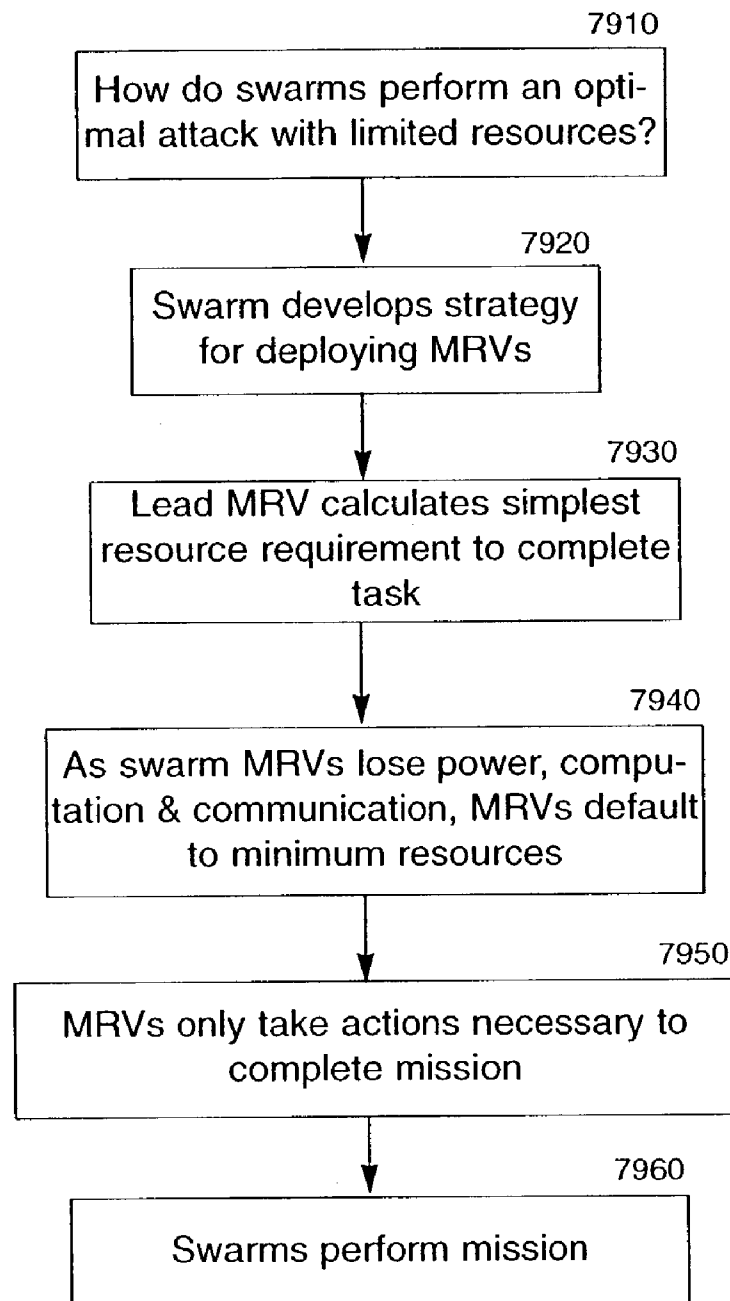 7910
How do swarms perform an opti-
mal attack with limited resources?
7920
Swarm develops strategy
for deploying MRVs
7930
Lead MRV calculates simplest
resource requirement to complete
task
7940
As swarm MRVs lose power, compu-
tation & communication, MRVs default
to minimum resources
7950
MRVs only take actions necessary to
complete mission
7960
Swarms perform mission